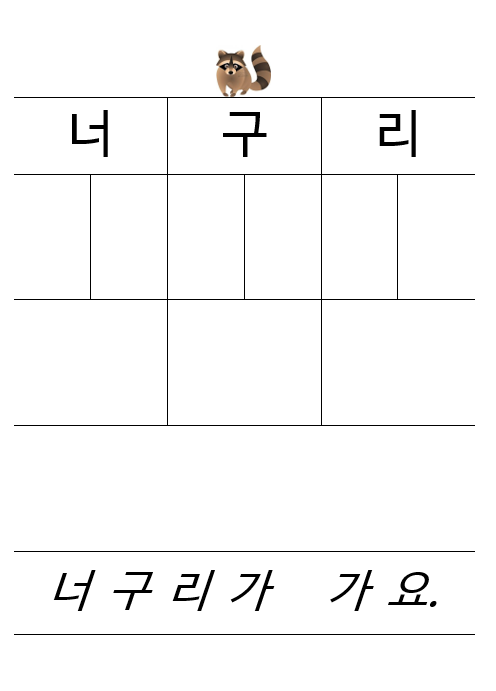 너 구 리
너 구 리 가 가 요.